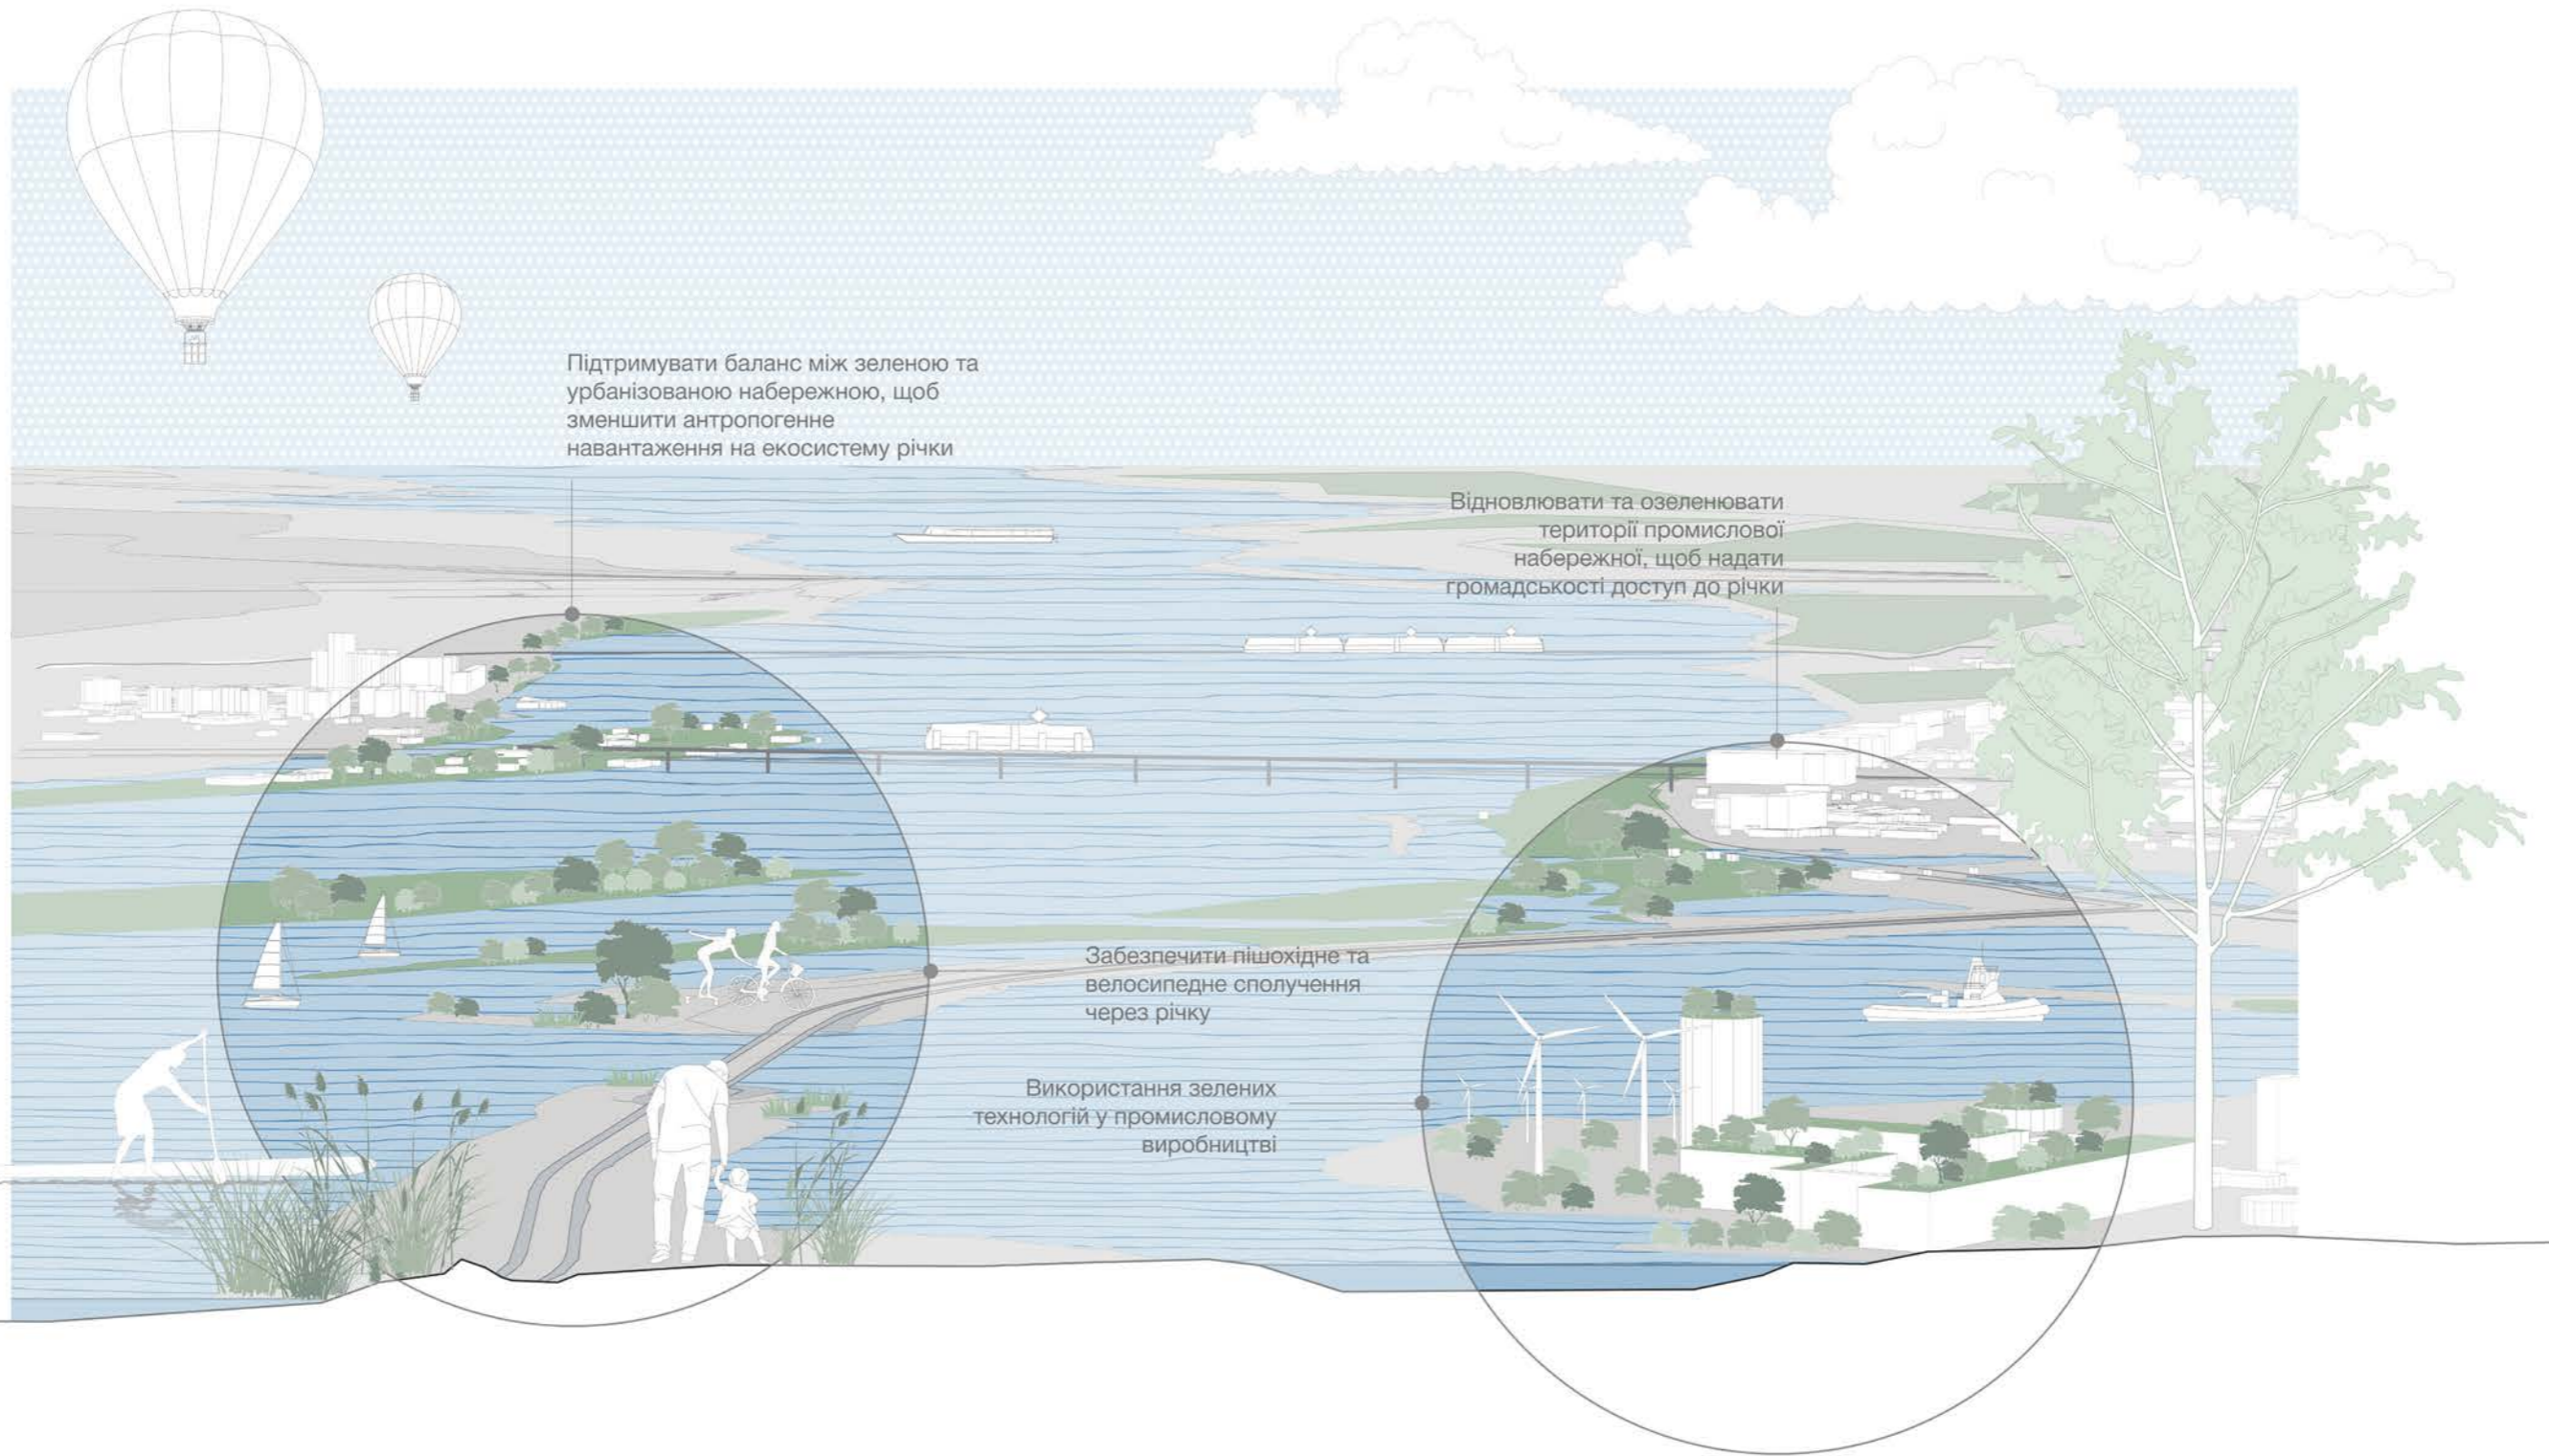 Підтримувати баланс між зеленою та
урбанізованою набережною, щоб
зменшити антропогенне
навантаження на екосистему річки
Відновлювати та озеленювати
території промислової
набережної, щоб надати
громадськості доступ до річки
Забезпечити пішохідне та
велосипедне сполучення
через річку
Використання зелених
технологій у промисловому
виробництві